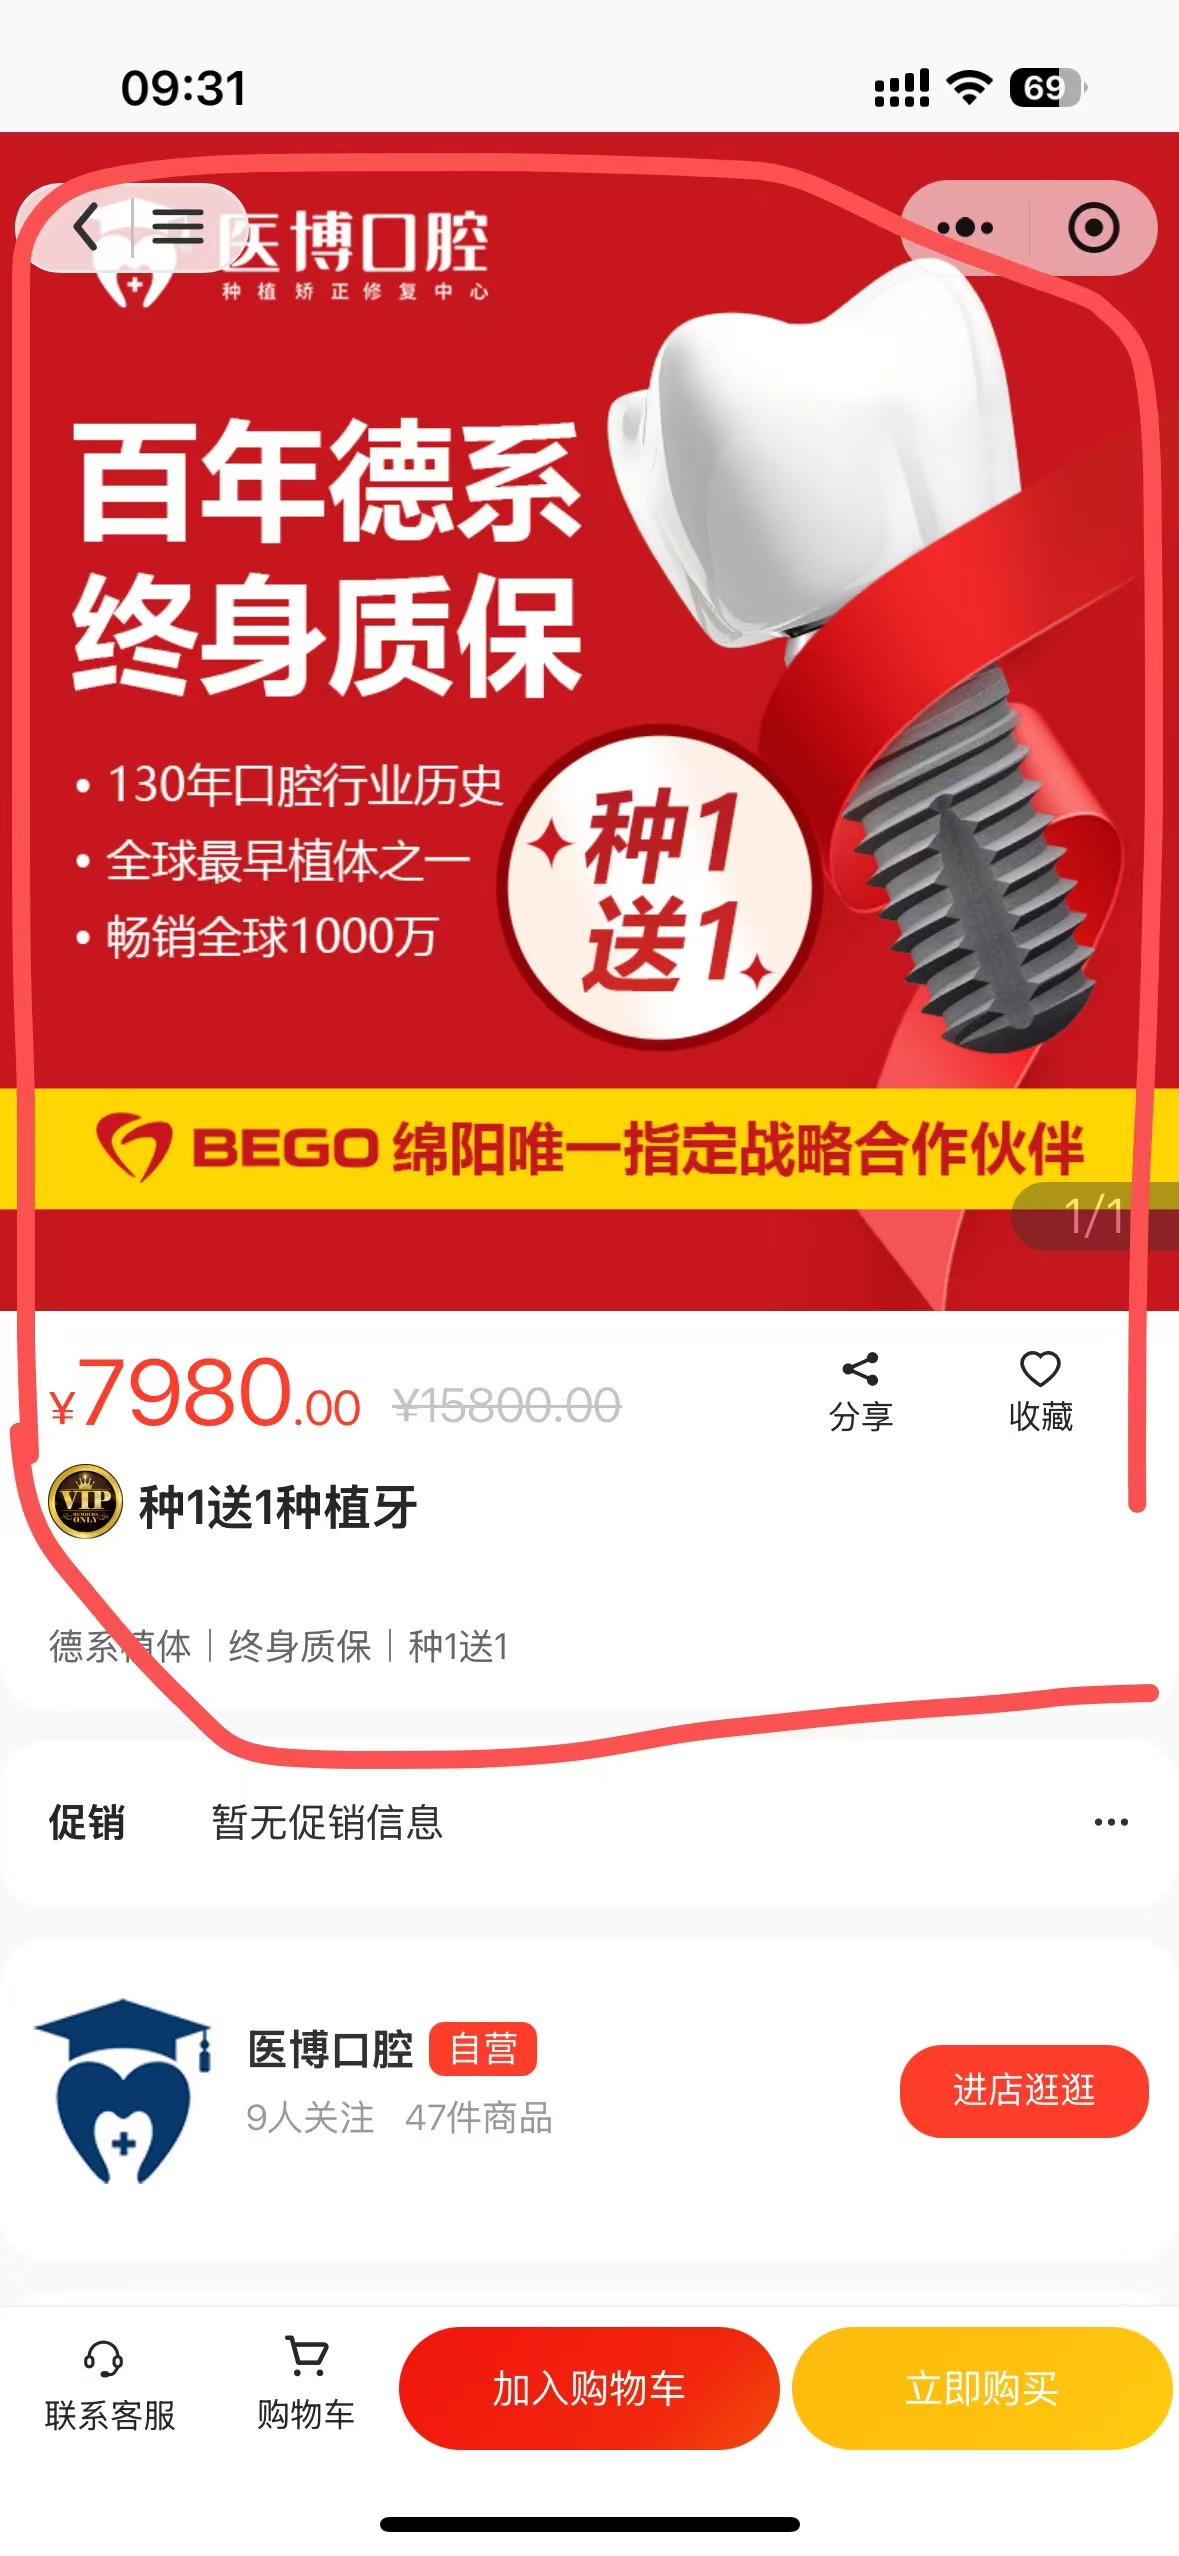 09:31
69
医博口腔
种植矫正修复中心
百年德系
终身质保
• 130年口腔行业历史
• 全球最早植体之一
• 畅销全球1000万
种1
送1
BEGO 绵阳唯一指定战略合作伙伴
1/1
¥7980.00 ¥15800.00
分享 收藏
VIP
MEMBERS
ONLY
种1送1种植牙
德系植体｜终身质保｜种1送1
促销 暂无促销信息
医博口腔 自营
9人关注 47件商品
进店逛逛
联系客服 购物车 加入购物车 立即购买